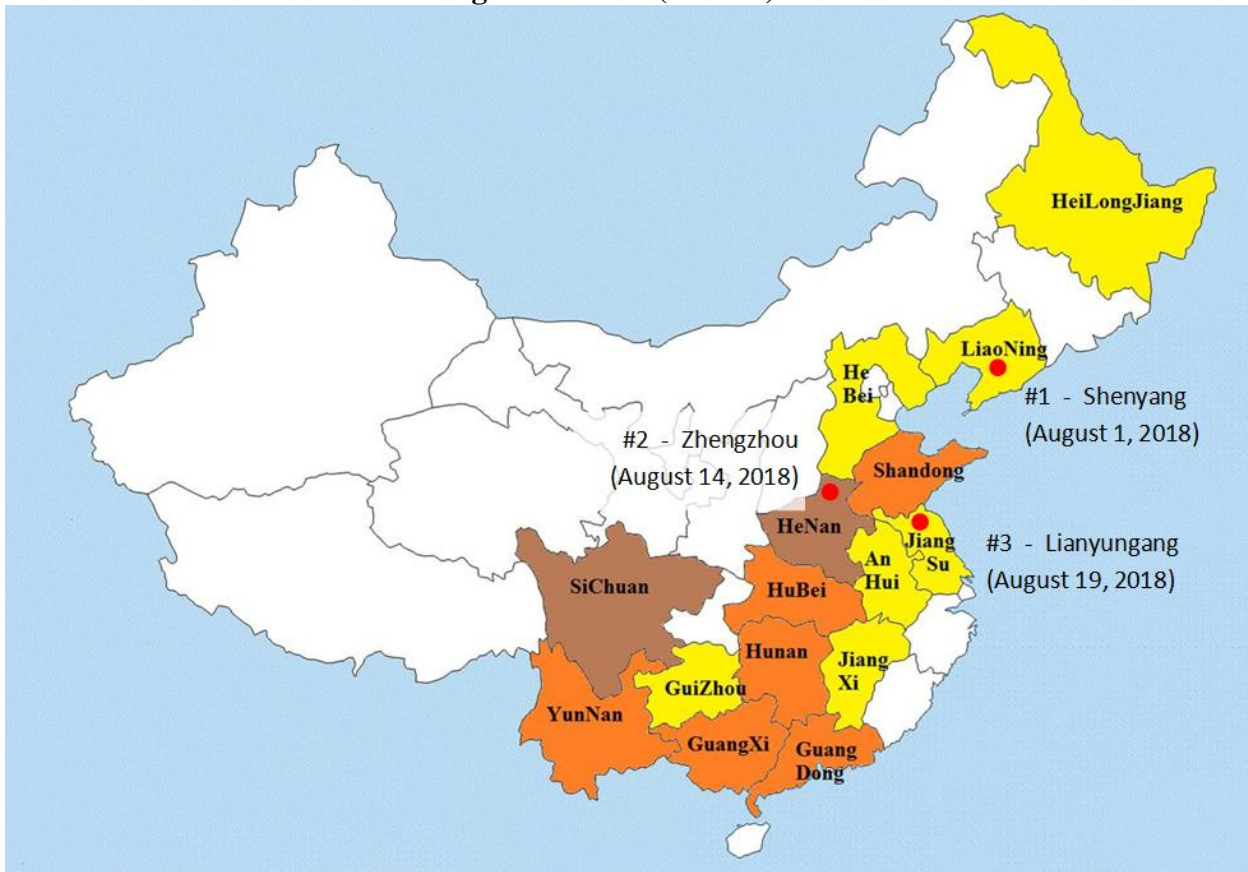 HeiLongJiang
LiaoNing
He
Bei
#1 - Shenyang
(August 1, 2018)
#2 - Zhengzhou
(August 14, 2018)
Shandong
HeNan
Jiang
Su
An
Hui
#3 - Lianyungang
(August 19, 2018)
SiChuan
HuBei
Hunan
Jiang
Xi
GuiZhou
YunNan
GuangXi
Guang
Dong